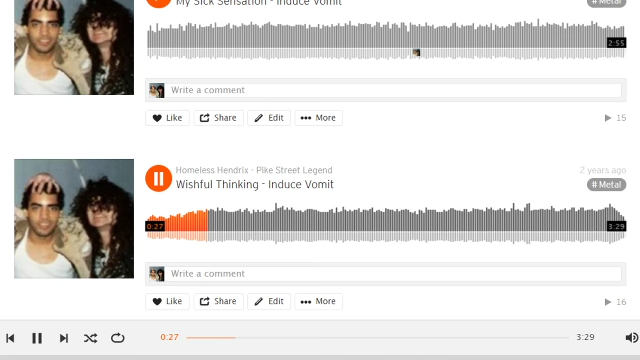 My Sick Sensation - Induce Vomit
# Metal
2:55
Write a comment
Like Share Edit More
15
Homeless Hendrix - Pike Street Legend
2 years ago
Wishful Thinking - Induce Vomit
# Metal
0:27
3:29
Write a comment
Like Share Edit More
16
0:27
3:29